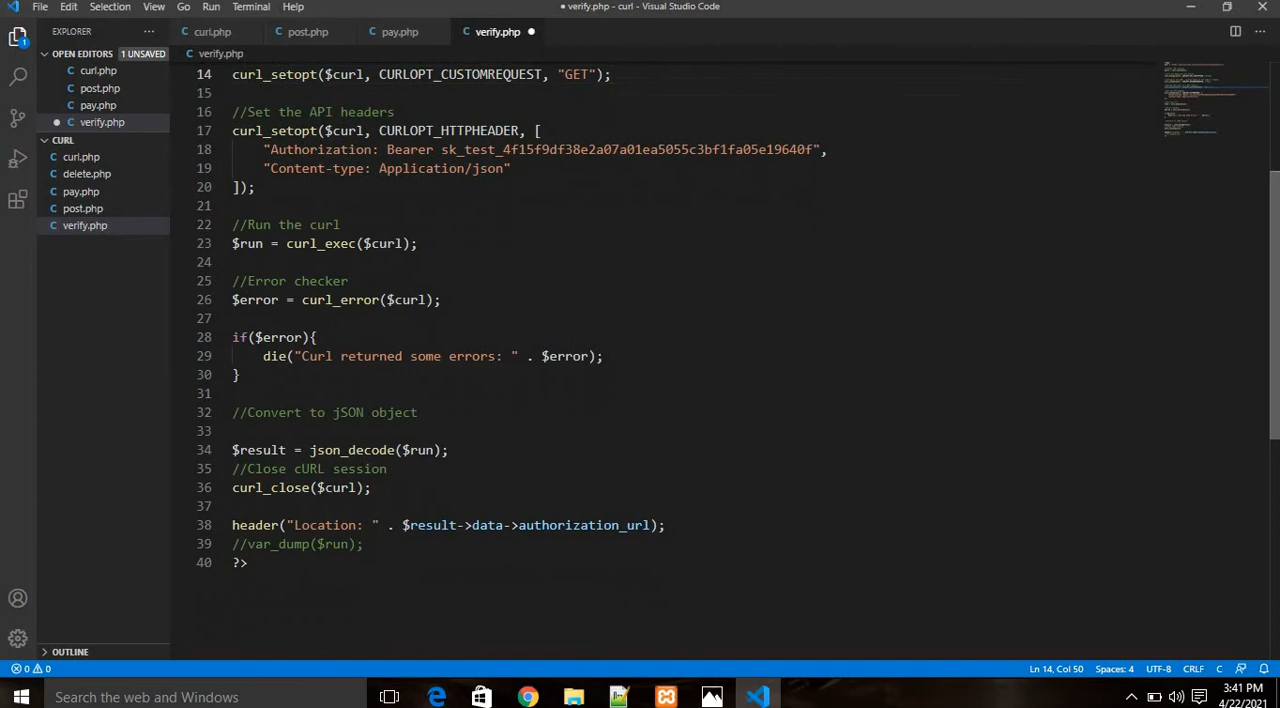 File Edit Selection View Go Run Terminal Help
● verify.php - curl - Visual Studio Code
EXPLORER ···
curl.php post.php pay.php verify.php ●
OPEN EDITORS 1 UNSAVED
verify.php
C curl.php
C post.php
C pay.php
● C verify.php
CURL
C curl.php
C delete.php
C pay.php
C post.php
C verify.php
14 curl_setopt($curl, CURLOPT_CUSTOMREQUEST, "GET");
15
16 //Set the API headers
17 curl_setopt($curl, CURLOPT_HTTPHEADER, [
18 "Authorization: Bearer sk_test_4f15f9df38e2a07a01ea5055c3bf1fa05e19640f",
19 "Content-type: Application/json"
20 ]);
21
22 //Run the curl
23 $run = curl_exec($curl);
24
25 //Error checker
26 $error = curl_error($curl);
27
28 if($error){
29 die("Curl returned some errors: " . $error);
30 }
31
32 //Convert to jSON object
33
34 $result = json_decode($run);
35 //Close cURL session
36 curl_close($curl);
37
38 header("Location: " . $result->data->authorization_url);
39 //var_dump($run);
40 ?>
OUTLINE
0 0 Ln 14, Col 50 Spaces: 4 UTF-8 CRLF C
Search the web and Windows
3:41 PM
4/22/2021